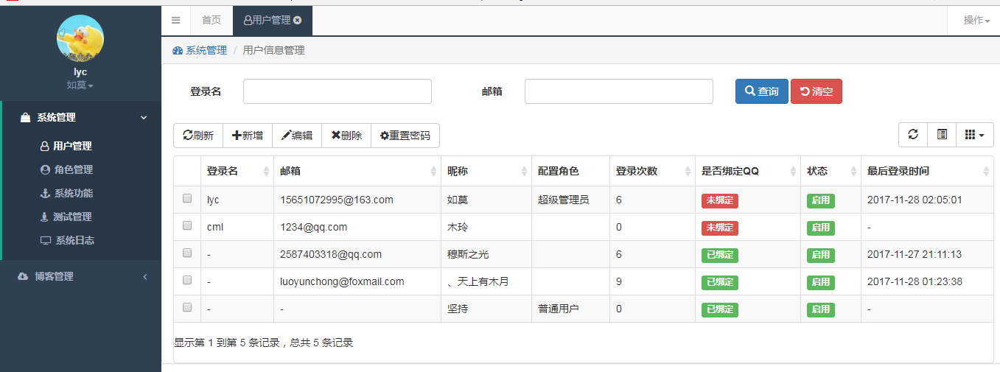 首页 用户管理 操作
lyc
如莫
系统管理 / 用户信息管理
登录名 邮箱 查询 清空
系统管理
用户管理
角色管理
系统功能
测试管理
系统日志
博客管理
刷新 新增 编辑 删除 重置密码
登录名 邮箱 昵称 配置角色 登录次数 是否绑定QQ 状态 最后登录时间
lyc 15651072995@163.com 如莫 超级管理员 6 未绑定 启用 2017-11-28 02:05:01
cml 1234@qq.com 木玲 0 未绑定 启用 -
- 2587403318@qq.com 穆斯之光 6 已绑定 启用 2017-11-27 21:11:13
- luoyunchong@foxmail.com 、天上有木月 9 已绑定 启用 2017-11-28 01:23:38
- - 坚持 普通用户 0 已绑定 启用 -
显示第 1 到第 5 条记录，总共 5 条记录